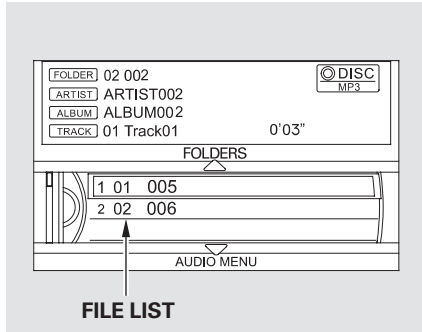 FOLDER 02 002
DISC
MP3
ARTIST ARTIST002
ALBUM ALBUM002
TRACK 01 Track01 0'03"
FOLDERS
1 01 005
2 02 006
AUDIO MENU
FILE LIST